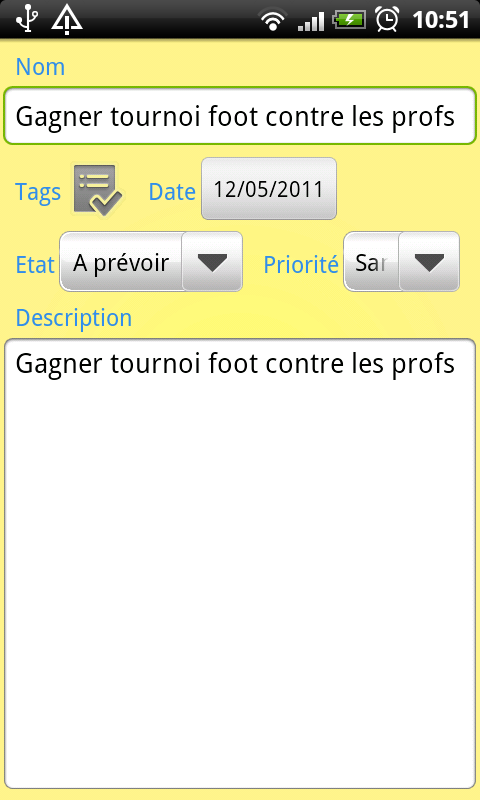 10:51
Nom
Gagner tournoi foot contre les profs
Tags Date 12/05/2011
Etat A prévoir Priorité
Description
Gagner tournoi foot contre les profs